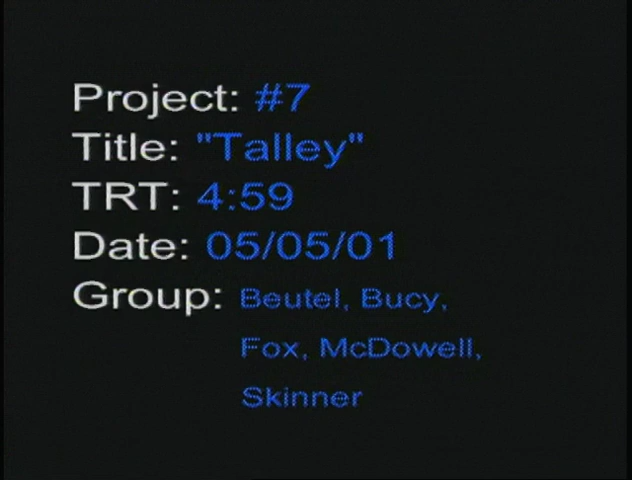 Project: #7
Title: "Talley"
TRT: 4:59
Date: 05/05/01
Group: Beutel, Bucy,
Fox, McDowell,
Skinner